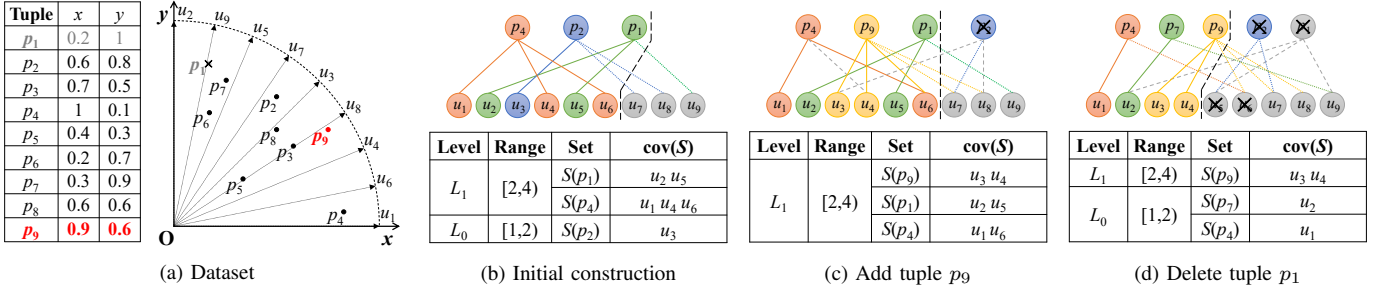 Tuple x y
p1 0.2 1
p2 0.6 0.8
p3 0.7 0.5
p4 1 0.1
p5 0.4 0.3
p6 0.2 0.7
p7 0.3 0.9
p8 0.6 0.6
p9 0.9 0.6
y u2 u9 u5 u7 u3 u8 u4 u6 u1
p1 p7 p2 p6 p8 p9 p3 p5 p4
O x
(a) Dataset
p4 p2 p1
u1 u2 u3 u4 u5 u6 u7 u8 u9
Level Range Set cov(S)
L1 [2,4) S(p1) u2 u5
S(p4) u1 u4 u6
L0 [1,2) S(p2) u3
(b) Initial construction
p4 p9 p1
u1 u2 u3 u4 u5 u6 u7 u8 u9
Level Range Set cov(S)
L1 [2,4) S(p9) u3 u4
S(p1) u2 u5
S(p4) u1 u6
(c) Add tuple p9
p4 p7 p9
u1 u2 u3 u4 u7 u8 u9
Level Range Set cov(S)
L1 [2,4) S(p9) u3 u4
L0 [1,2) S(p7) u2
S(p4) u1
(d) Delete tuple p1